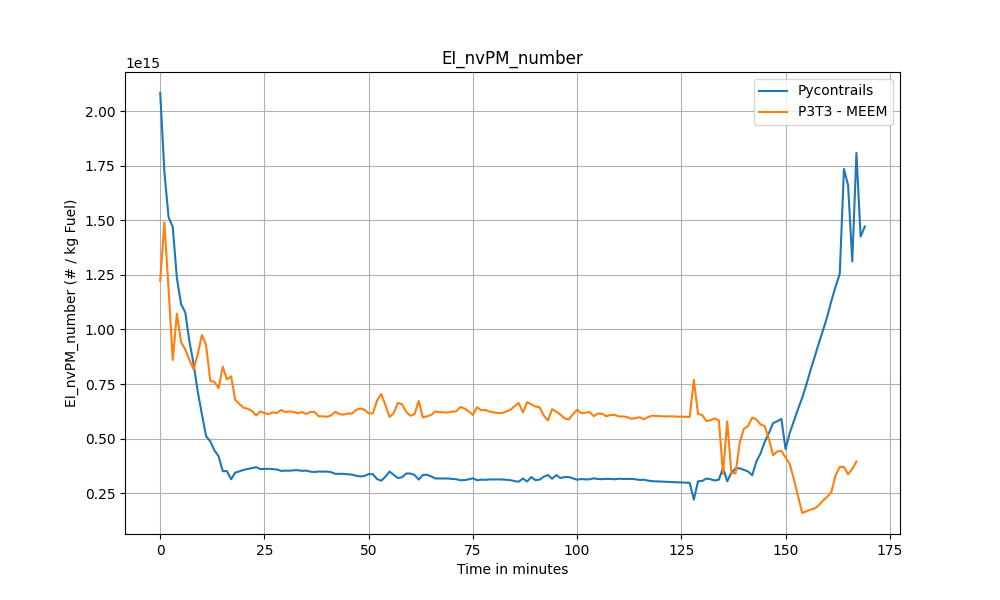 EI_nvPM_number
1e15
Pycontrails
P3T3 - MEEM
2.00
1.75
1.50
1.25
1.00
0.75
0.50
0.25
EI_nvPM_number (# / kg Fuel)
0 25 50 75 100 125 150 175
Time in minutes